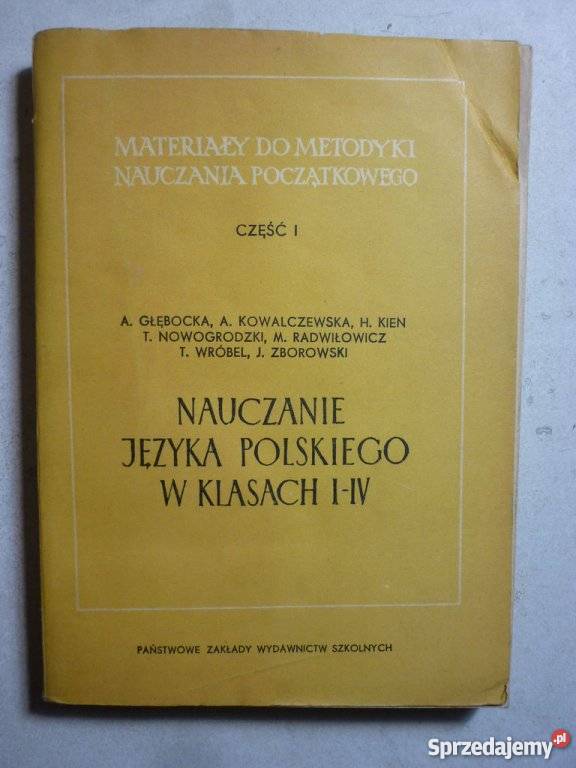 MATERIAŁY DO METODYKI
NAUCZANIA POCZĄTKOWEGO
CZĘŚĆ I
A. GŁĘBOCKA, A. KOWALCZEWSKA, H. KIEN
T. NOWOGRODZKI, M. RADWIŁOWICZ
T. WRÓBEL, J. ZBOROWSKI
NAUCZANIE
JĘZYKA POLSKIEGO
W KLASACH I-IV
PAŃSTWOWE ZAKŁADY WYDAWNICTW SZKOLNYCH
Sprzedajemy.pl